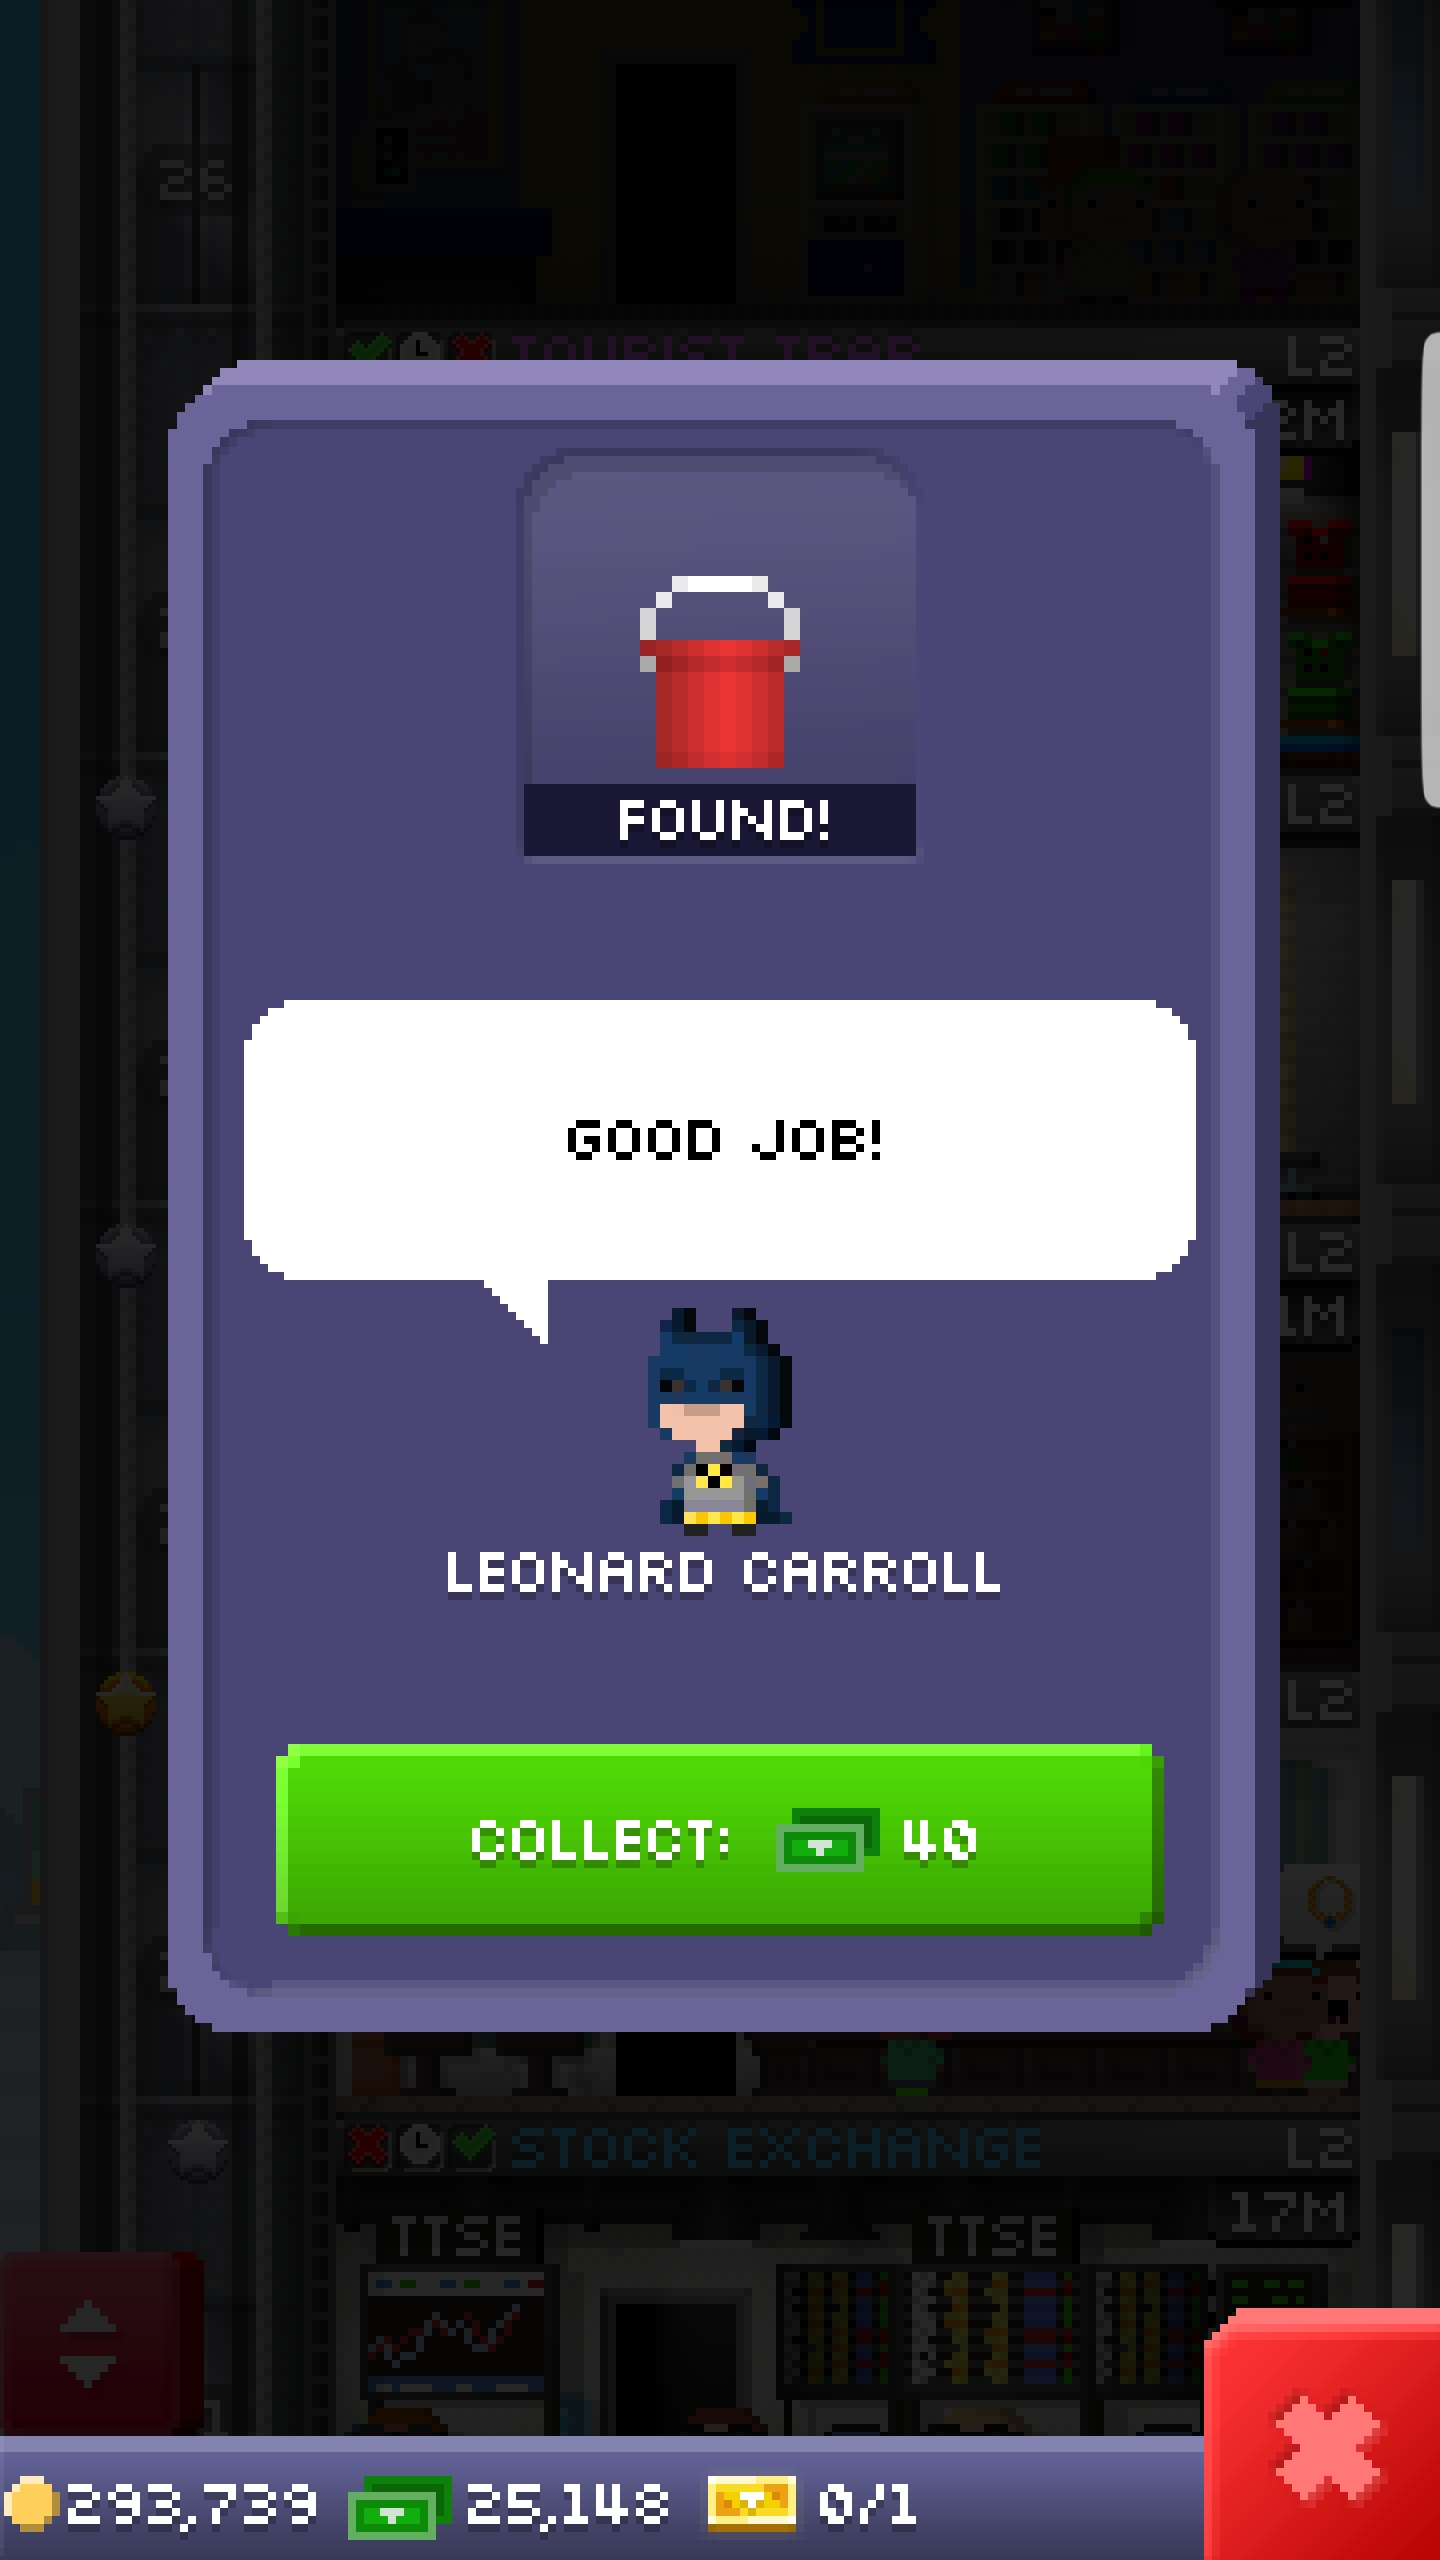 26
TOURIST TRAP L2
2M
FOUND!
L2
GOOD JOB!
L2
1M
LEONARD CARROLL
L2
COLLECT: 40
STOCK EXCHANGE L2
17M
TTSE TTSE
293,739 25,148 0/1